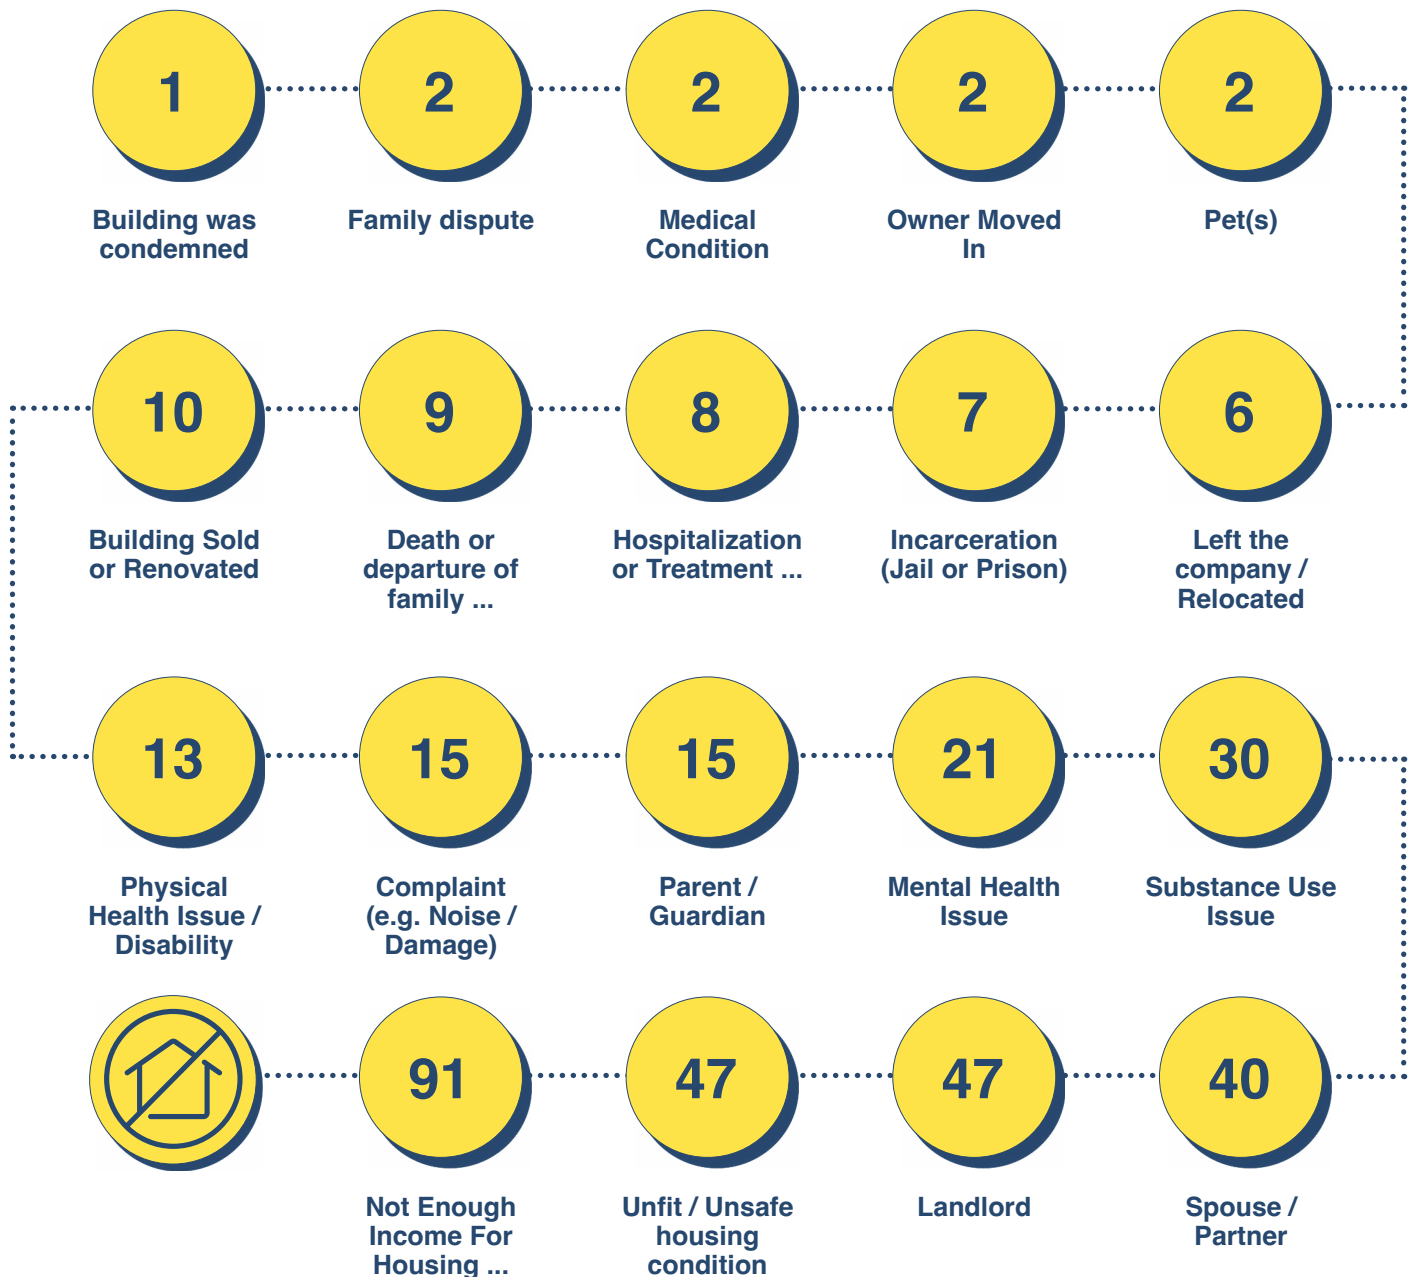 1
2
2
2
2
Building was
condemned
Family dispute
Medical
Condition
Owner Moved
In
Pet(s)
10
9
8
7
6
Building Sold
or Renovated
Death or
departure of
family ...
Hospitalization
or Treatment ...
Incarceration
(Jail or Prison)
Left the
company /
Relocated
13
15
15
21
30
Physical
Health Issue /
Disability
Complaint
(e.g. Noise /
Damage)
Parent /
Guardian
Mental Health
Issue
Substance Use
Issue
91
47
47
40
Not Enough
Income For
Housing ...
Unfit / Unsafe
housing
condition
Landlord
Spouse /
Partner